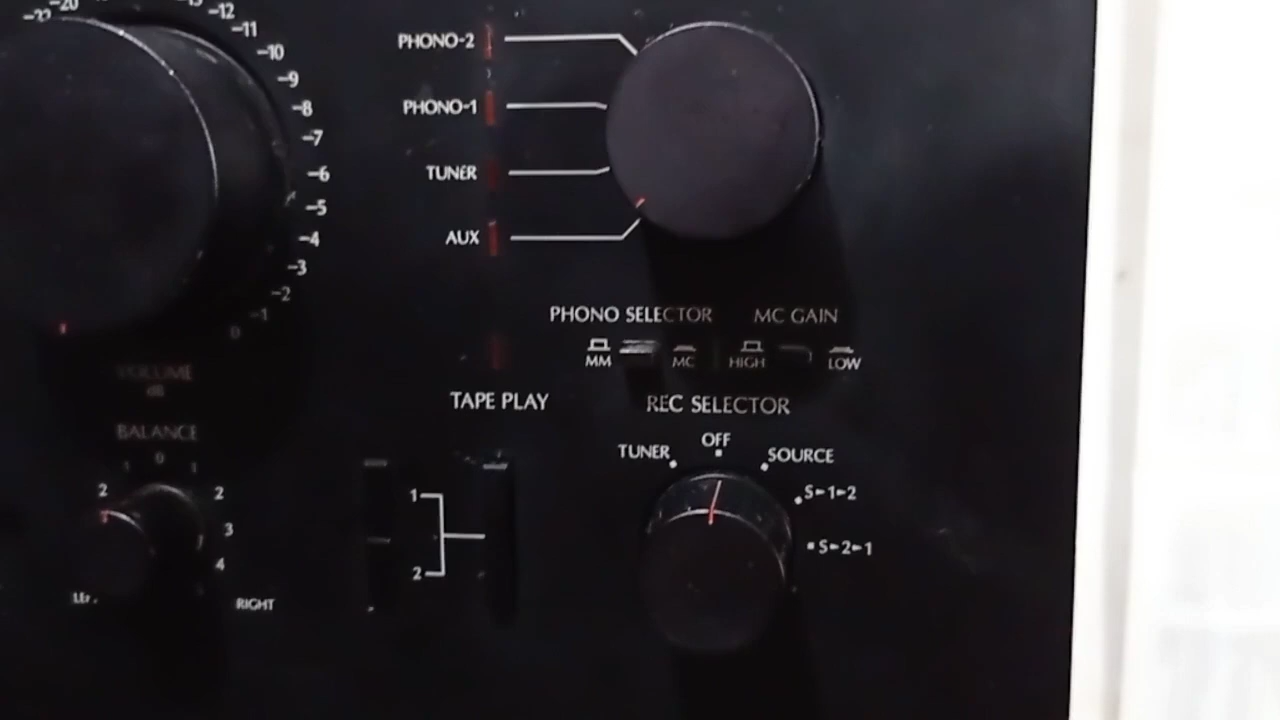 -22
-20
-12
-11
-10
-9
-8
-7
-6
-5
-4
-3
-2
-1
0
VOLUME
dB
PHONO-2
PHONO-1
TUNER
AUX
PHONO SELECTOR
MC GAIN
MM
MC
HIGH
LOW
TAPE PLAY
REC SELECTOR
TUNER
OFF
SOURCE
S▸1▸2
S▸2▸1
BALANCE
1 0 1
2 2
3
4
RIGHT
1
2